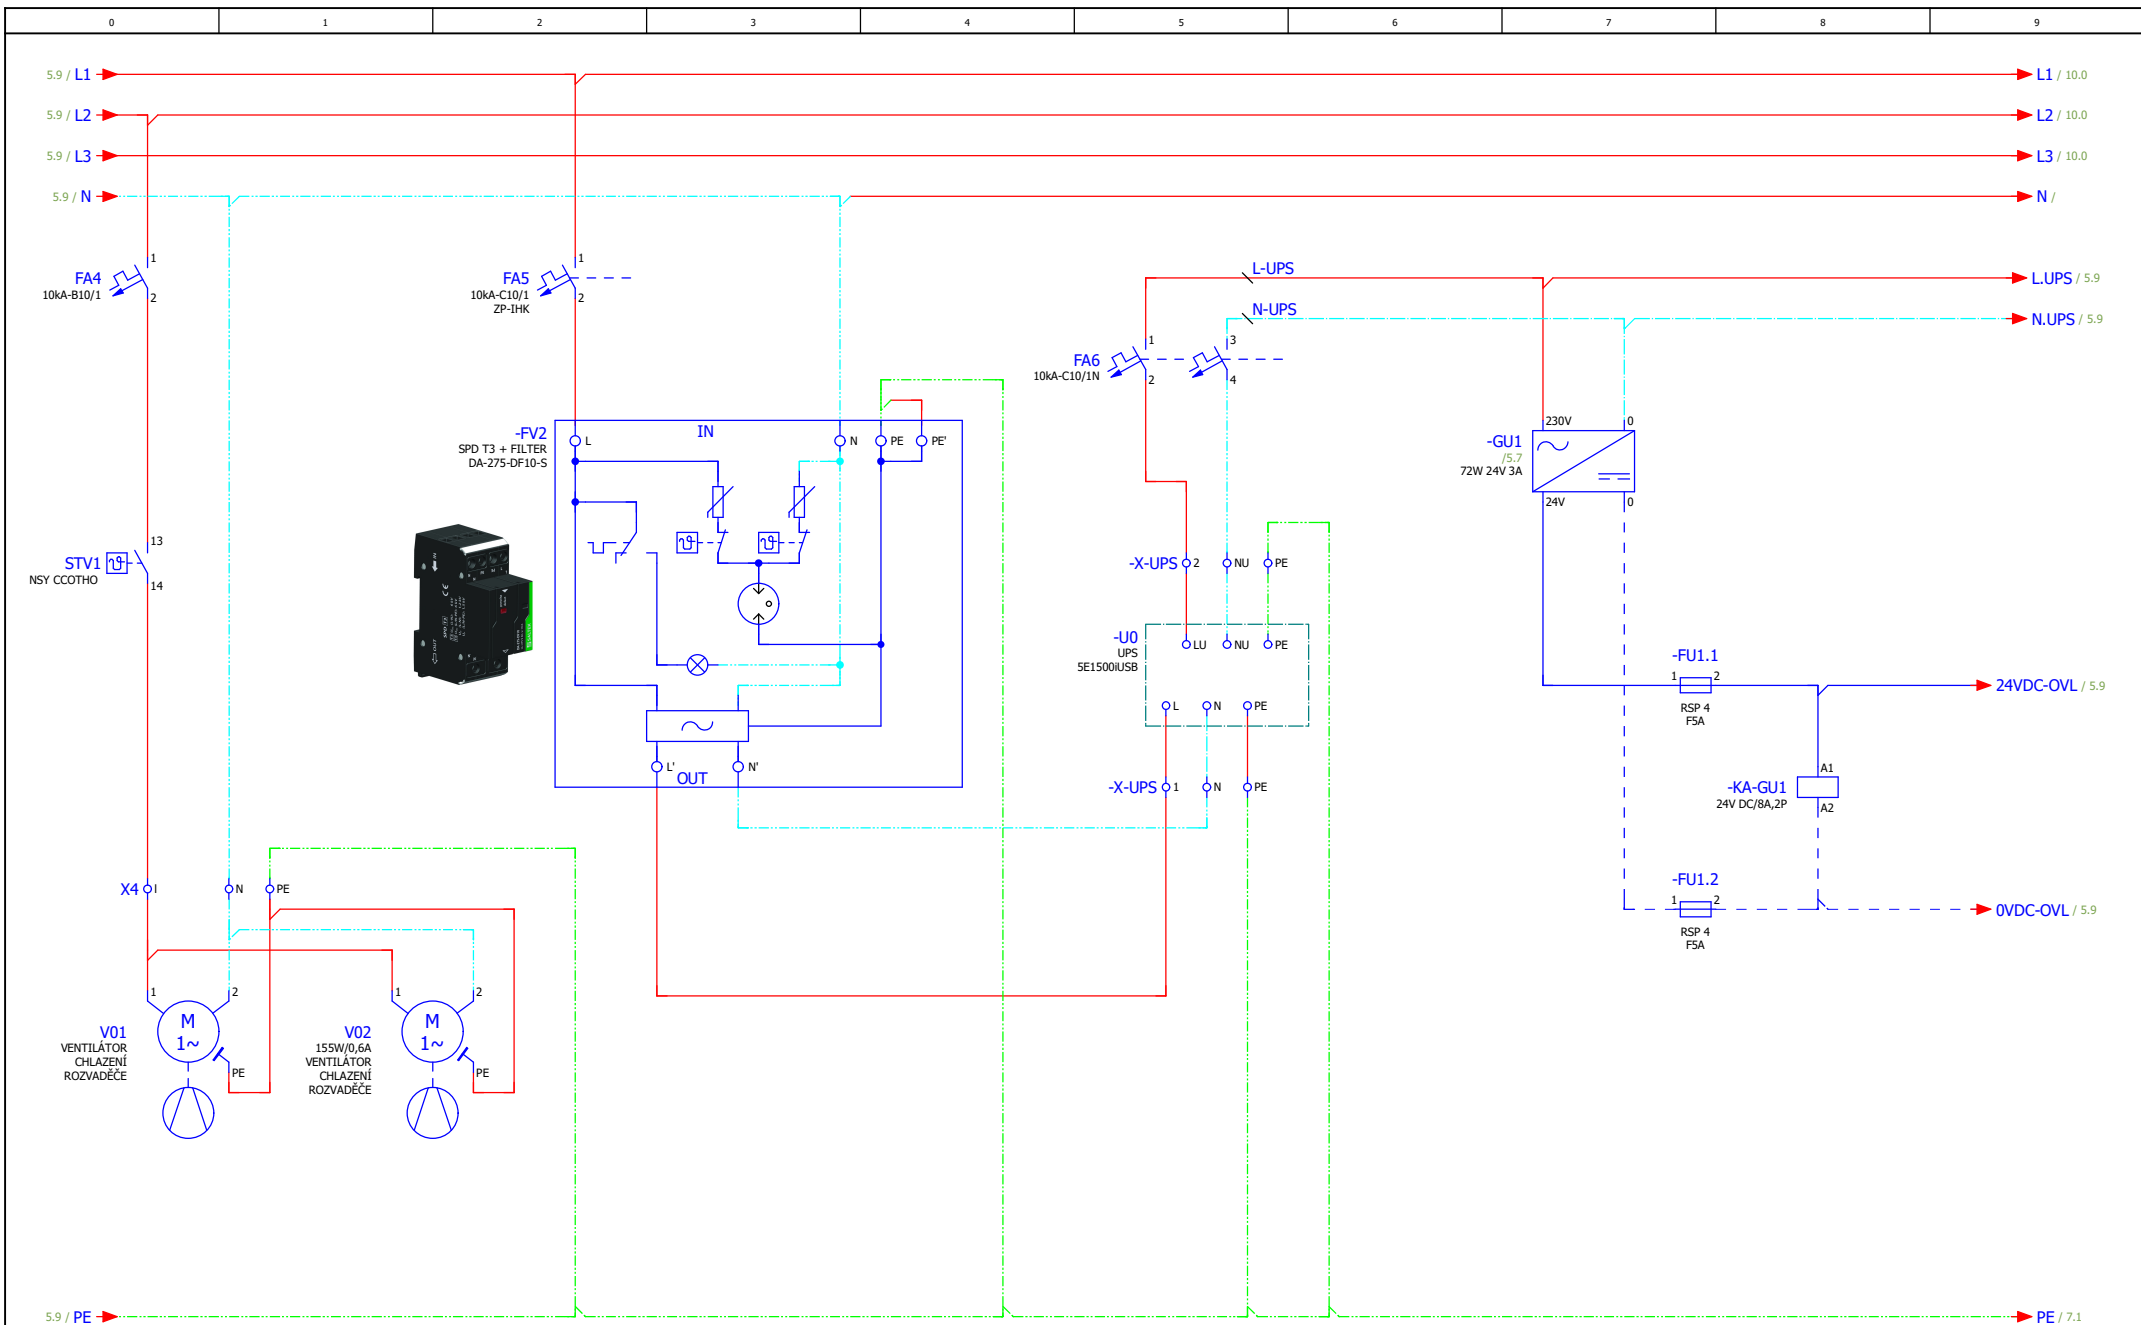 0 1 2 3 4 5 6 7 8 9
5.9 / L1
L1 / 10.0
5.9 / L2
L2 / 10.0
5.9 / L3
L3 / 10.0
5.9 / N
N /
FA4
10kA-B10/1
1
2
FA5
10kA-C10/1
ZP-IHK
1
2
L-UPS
L.UPS / 5.9
N-UPS
N.UPS / 5.9
FA6
10kA-C10/1N
1
2
3
4
-FV2
SPD T3 + FILTER
DA-275-DF10-S
IN
L
N
PE
PE'
L'
N'
OUT
-GU1
/5.7
72W 24V 3A
230V
0
24V
0
STV1
NSY CCOTHO
13
14
-X-UPS
2
NU
PE
-U0
UPS
5E1500iUSB
LU
NU
PE
L
N
PE
-X-UPS
1
N
PE
-FU1.1
1
2
RSP 4
F5A
24VDC-OVL / 5.9
-KA-GU1
24V DC/8A,2P
A1
A2
-FU1.2
1
2
RSP 4
F5A
0VDC-OVL / 5.9
X4
I
N
PE
1
2
M
1~
PE
V01
VENTILÁTOR
CHLAZENÍ
ROZVADĚČE
1
2
M
1~
PE
V02
155W/0,6A
VENTILÁTOR
CHLAZENÍ
ROZVADĚČE
5.9 / PE
PE / 7.1